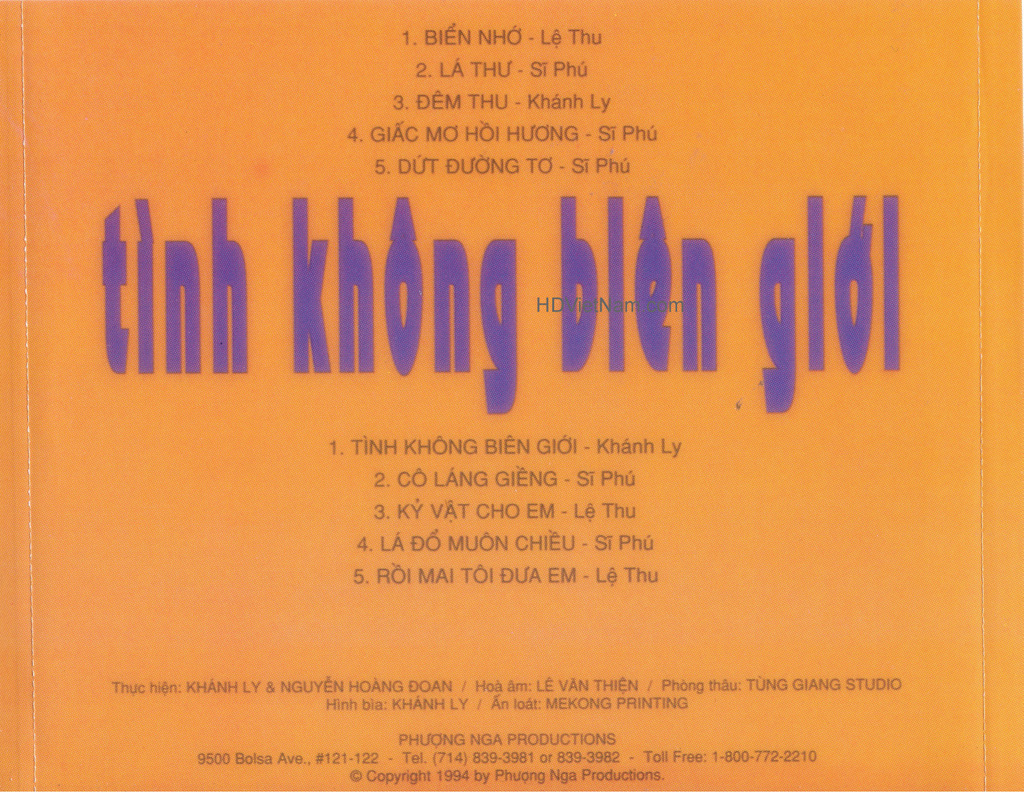 1. BIỂN NHỚ - Lệ Thu
2. LÁ THƯ - Sĩ Phú
3. ĐÊM THU - Khánh Ly
4. GIẤC MƠ HỒI HƯƠNG - Sĩ Phú
5. DỨT ĐƯỜNG TƠ - Sĩ Phú
tình không biên giới
HDVietNam.com
1. TÌNH KHÔNG BIÊN GIỚI - Khánh Ly
2. CÔ LÁNG GIỀNG - Sĩ Phú
3. KỶ VẬT CHO EM - Lệ Thu
4. LÁ ĐỔ MUÔN CHIỀU - Sĩ Phú
5. RỒI MAI TÔI ĐƯA EM - Lệ Thu
Thực hiện: KHÁNH LY & NGUYỄN HOÀNG ĐOAN / Hoà âm: LÊ VĂN THIỆN / Phòng thâu: TÙNG GIANG STUDIO
Hình bìa: KHÁNH LY / Ấn loát: MEKONG PRINTING
PHƯỢNG NGA PRODUCTIONS
9500 Bolsa Ave., #121-122 - Tel. (714) 839-3981 or 839-3982 - Toll Free: 1-800-772-2210
© Copyright 1994 by Phượng Nga Productions.